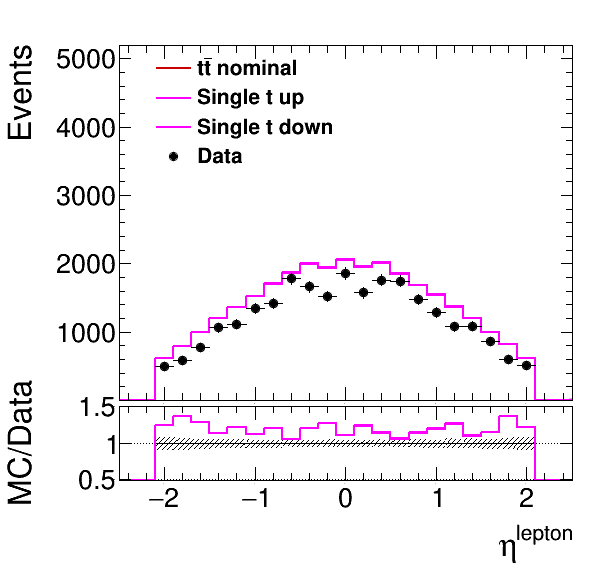 Events
5000
4000
3000
2000
1000
tt̄ nominal
Single t up
Single t down
Data
MC/Data
1.5
1
0.5
−2 −1 0 1 2
η^lepton